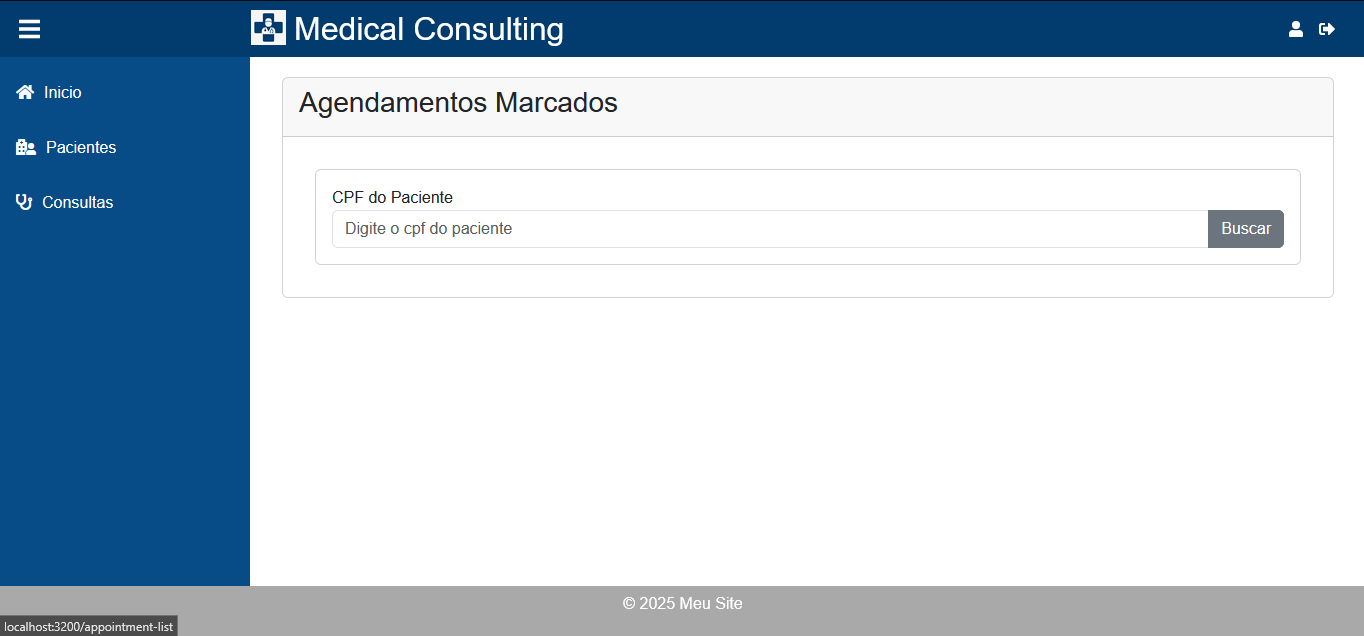 Medical Consulting
Inicio
Pacientes
Consultas
Agendamentos Marcados
CPF do Paciente
Digite o cpf do paciente
Buscar
© 2025 Meu Site
localhost:3200/appointment-list